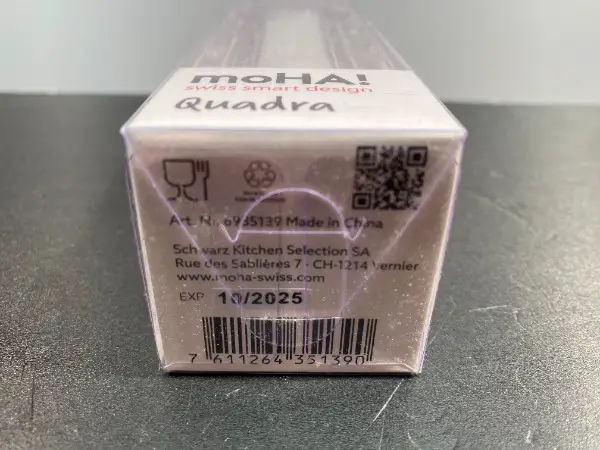 moHA!
swiss smart design
Quadra
Art. Nr. 6985139 Made in China
Schwarz Kitchen Selection SA
Rue des Sablières 7 · CH-1214 Vernier
www.moha-swiss.com
EXP 10/2025
7 611264 351390